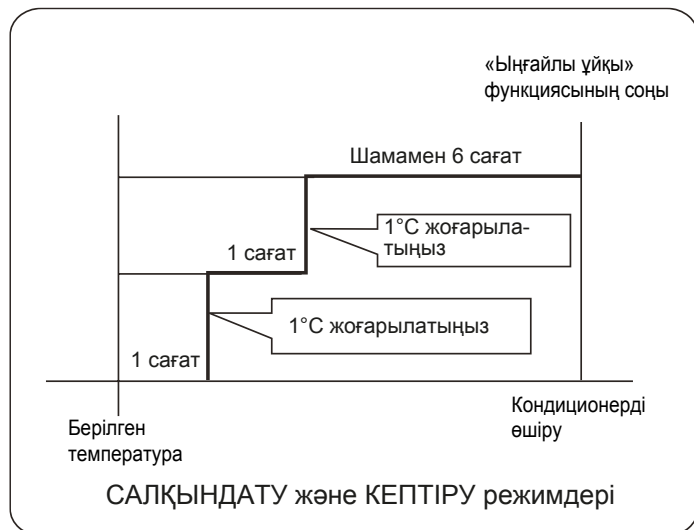 «Ыңғайлы ұйқы»
функциясының соңы
Шамамен 6 сағат
1°C жоғарыла-
тыңыз
1 сағат
1°C жоғарылатыңыз
1 сағат
Берілген
температура
Кондиционерді
өшіру
САЛҚЫНДАТУ және КЕПТІРУ режимдері